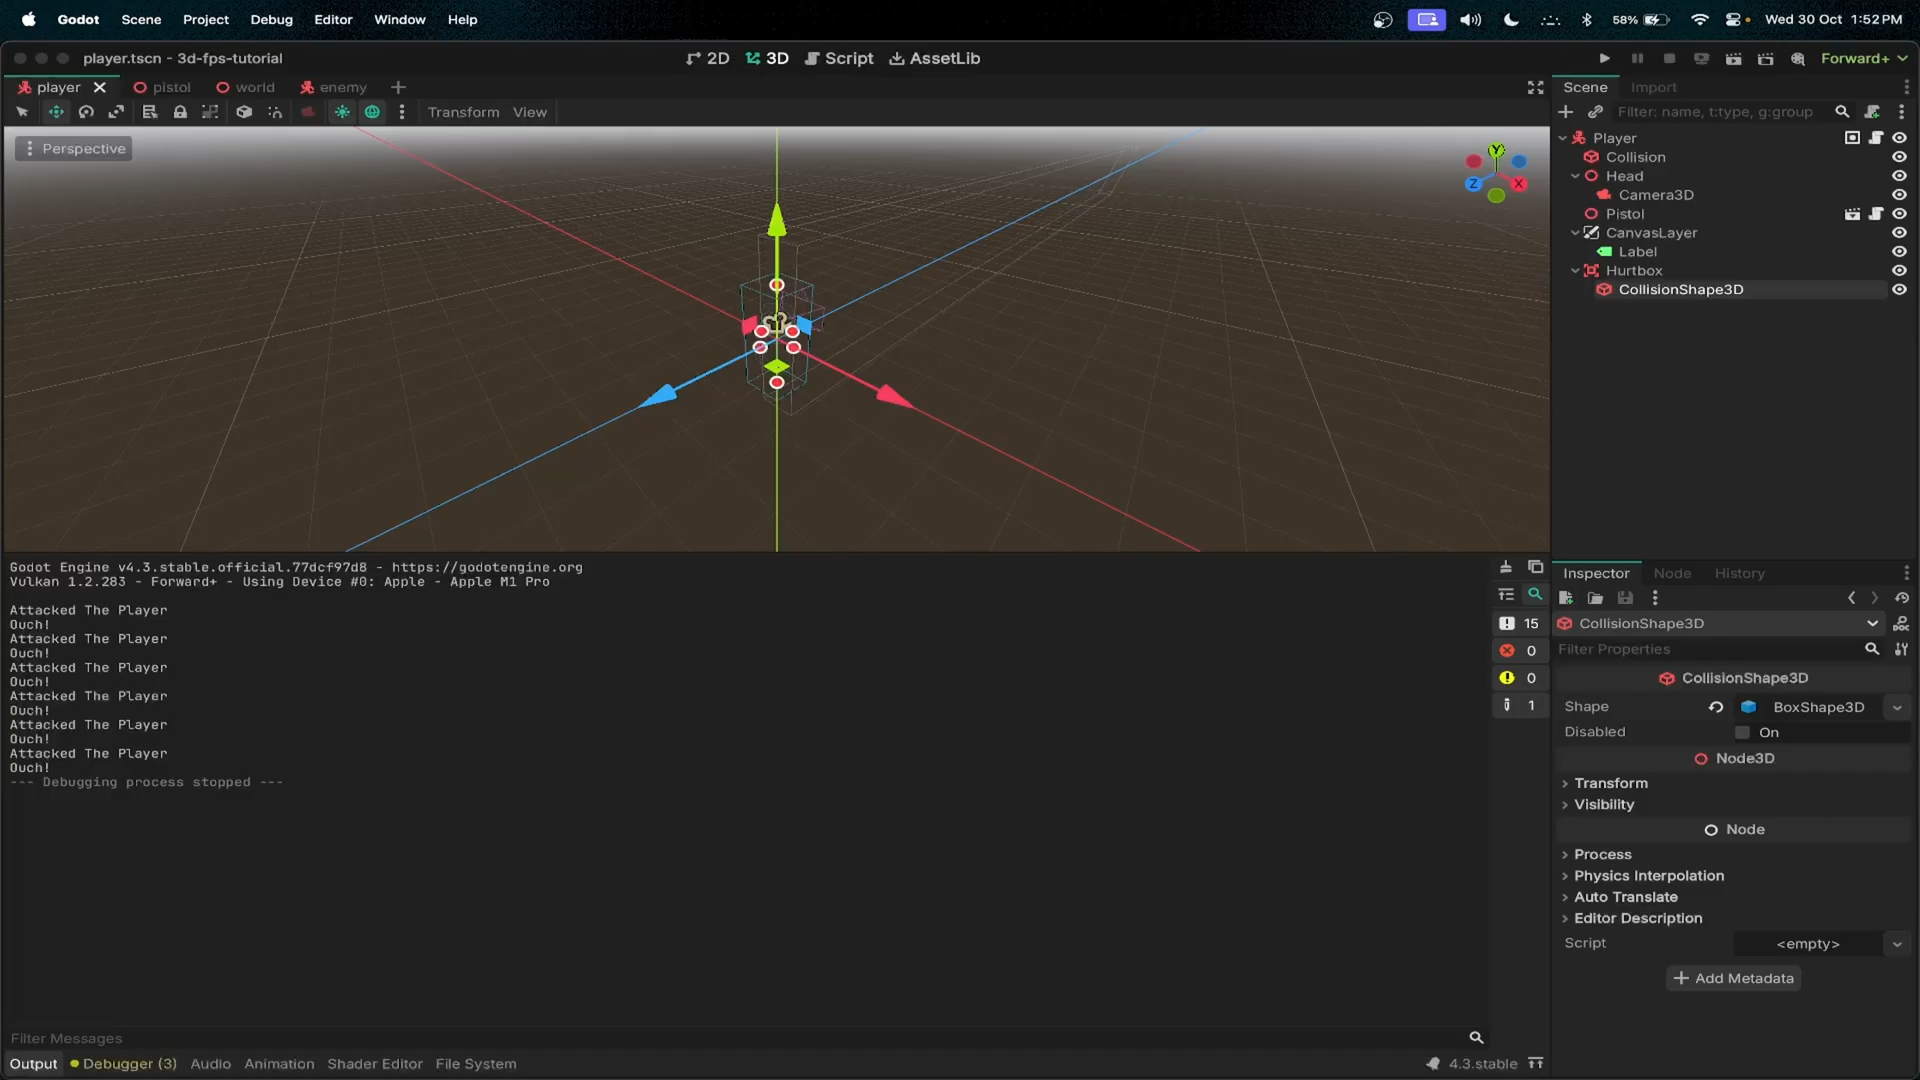 Godot Scene Project Debug Editor Window Help 58% Wed 30 Oct 1:52PM
player.tscn - 3d-fps-tutorial 2D 3D Script AssetLib Forward+
player pistol world enemy Scene Import
Transform View Filter: name, t:type, g:group
Perspective
Y
Z X
Player
Collision
Head
Camera3D
Pistol
CanvasLayer
Label
Hurtbox
CollisionShape3D
Godot Engine v4.3.stable.official.77dcf97d8 - https://godotengine.org
Vulkan 1.2.283 - Forward+ - Using Device #0: Apple - Apple M1 Pro
Attacked The Player
Ouch!
Attacked The Player
Ouch!
Attacked The Player
Ouch!
Attacked The Player
Ouch!
Attacked The Player
Ouch!
Attacked The Player
Ouch!
--- Debugging process stopped ---
15
0
0
1
Filter Messages
Output Debugger (3) Audio Animation Shader Editor File System 4.3.stable
Inspector Node History
CollisionShape3D
Filter Properties
CollisionShape3D
Shape BoxShape3D
Disabled On
Node3D
Transform
Visibility
Node
Process
Physics Interpolation
Auto Translate
Editor Description
Script <empty>
Add Metadata